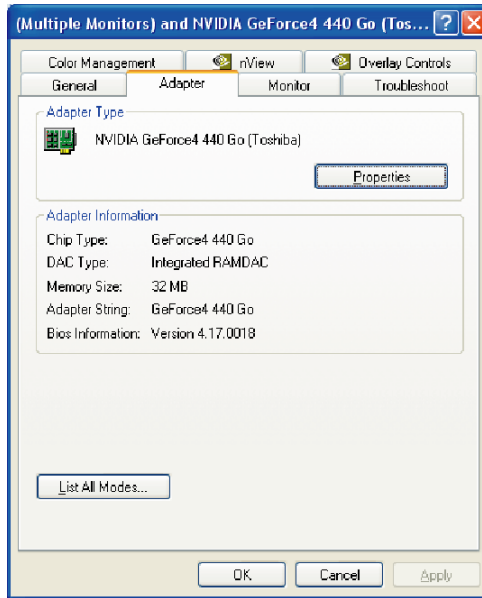 (Multiple Monitors) and NVIDIA GeForce4 440 Go (Tos...
Color Management nView Overlay Controls
General Adapter Monitor Troubleshoot
Adapter Type
NVIDIA GeForce4 440 Go (Toshiba)
Properties
Adapter Information
Chip Type: GeForce4 440 Go
DAC Type: Integrated RAMDAC
Memory Size: 32 MB
Adapter String: GeForce4 440 Go
Bios Information: Version 4.17.0018
List All Modes...
OK Cancel Apply